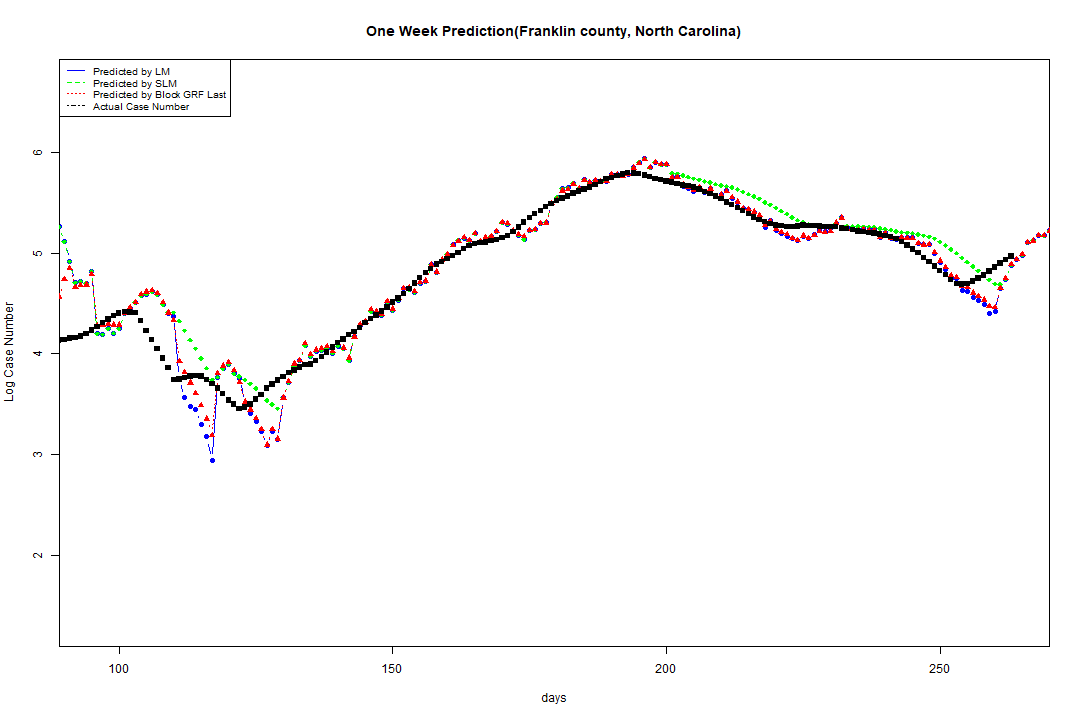 One Week Prediction(Franklin county, North Carolina)
Predicted by LM
Predicted by SLM
Predicted by Block GRF Last
Actual Case Number
6
5
4
3
2
Log Case Number
100 150 200 250
days